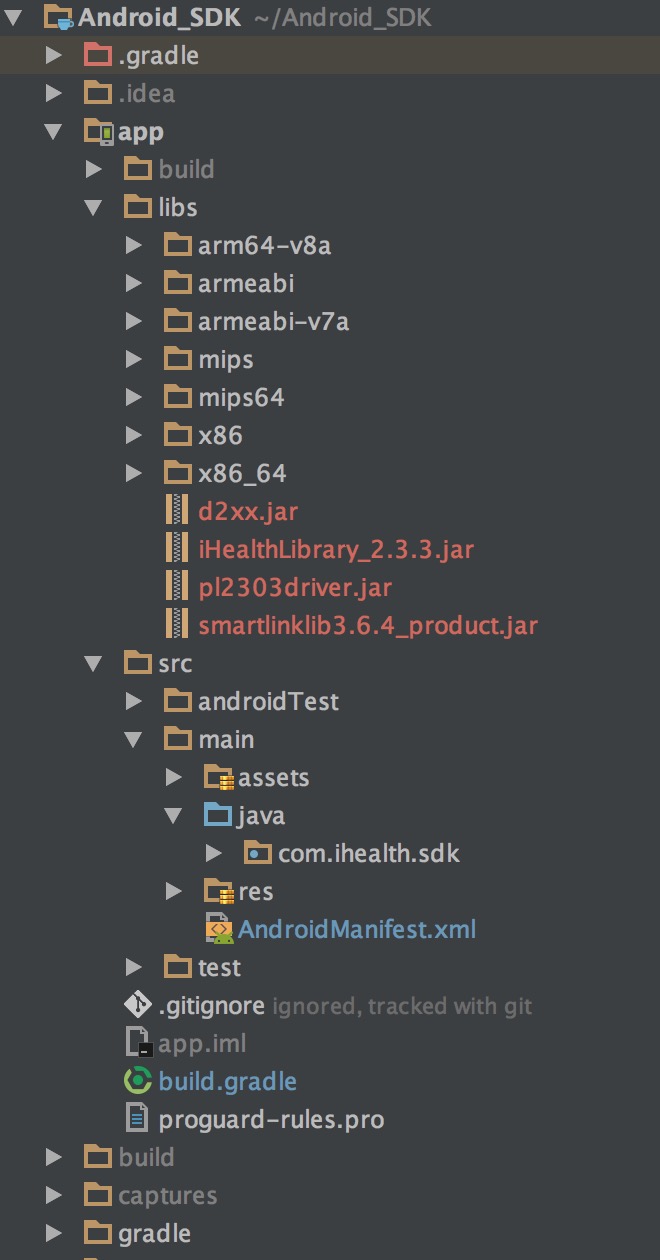 Android_SDK ~/Android_SDK
.gradle
.idea
app
build
libs
arm64-v8a
armeabi
armeabi-v7a
mips
mips64
x86
x86_64
d2xx.jar
iHealthLibrary_2.3.3.jar
pl2303driver.jar
smartlinklib3.6.4_product.jar
src
androidTest
main
assets
java
com.ihealth.sdk
res
AndroidManifest.xml
test
.gitignore ignored, tracked with git
app.iml
build.gradle
proguard-rules.pro
build
captures
gradle